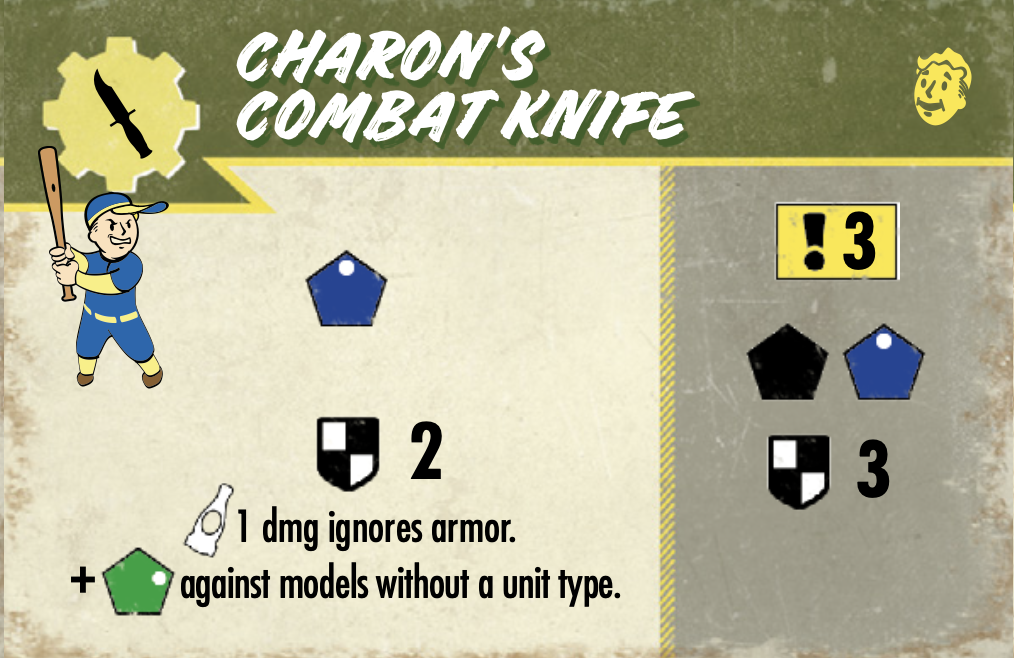 CHARON'S
COMBAT KNIFE
! 3
2
3
1 dmg ignores armor.
+ against models without a unit type.